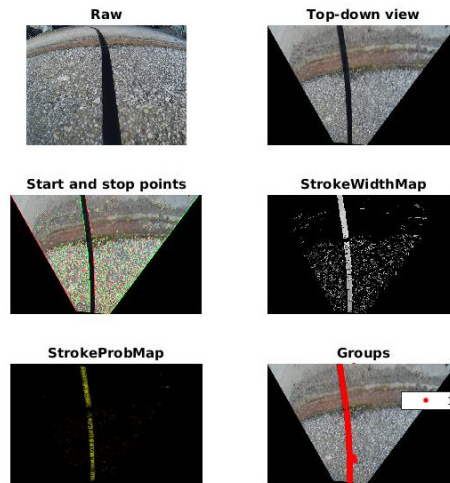 Raw
Top-down view
Start and stop points
StrokeWidthMap
StrokeProbMap
Groups